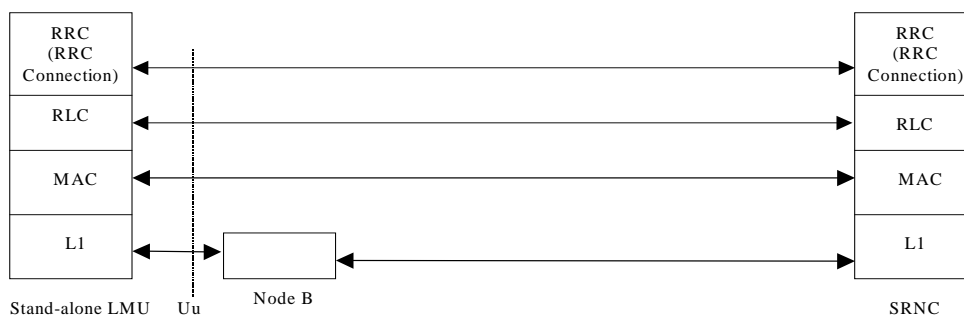 RRC
(RRC
Connection)
RLC
MAC
L1
Stand-alone LMU
Uu
Node B
RRC
(RRC
Connection)
RLC
MAC
L1
SRNC